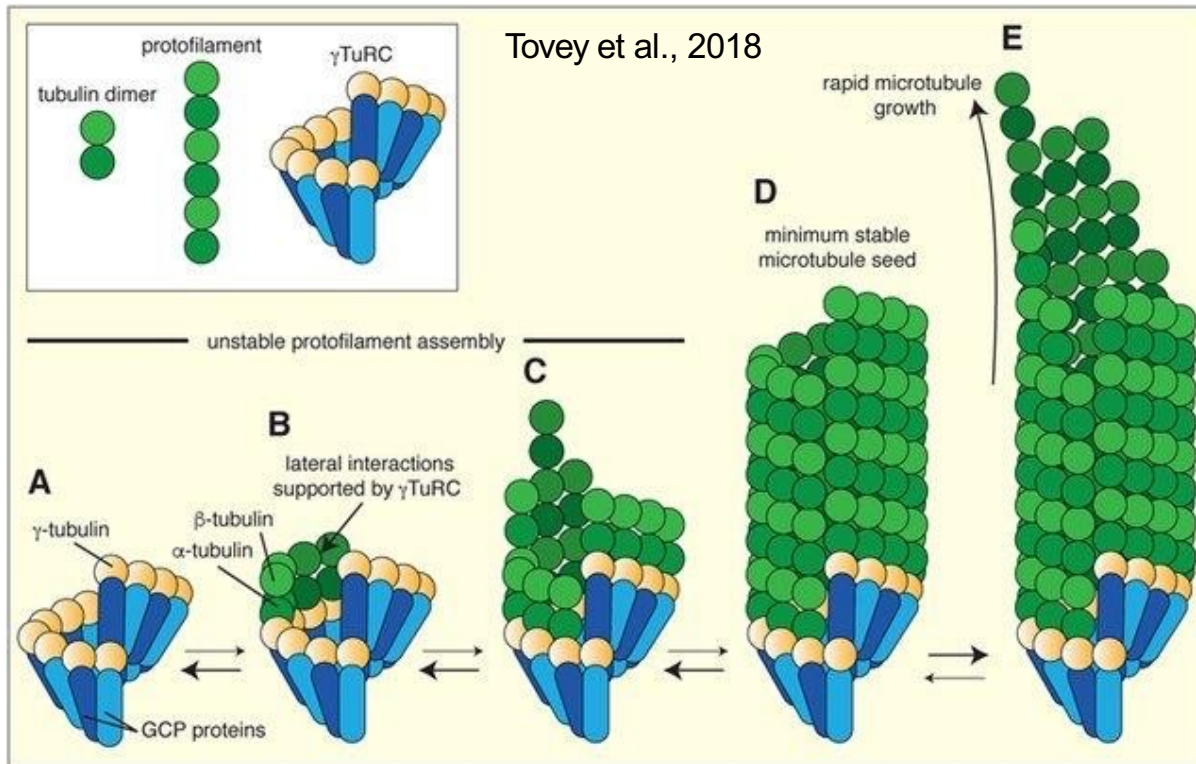 Tovey et al., 2018
protofilament
tubulin dimer
γTuRC
E
rapid microtubule
growth
D
minimum stable
microtubule seed
unstable protofilament assembly
C
B
lateral interactions
supported by γTuRC
A
γ-tubulin
β-tubulin
α-tubulin
GCP proteins